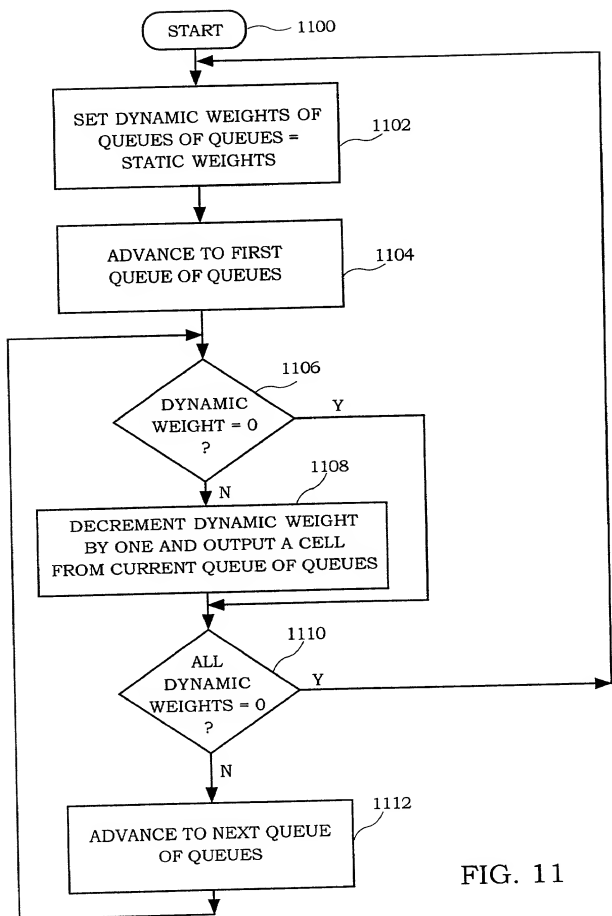 START
1100
SET DYNAMIC WEIGHTS OF
QUEUES OF QUEUES =
STATIC WEIGHTS
1102
ADVANCE TO FIRST
QUEUE OF QUEUES
1104
1106
DYNAMIC
WEIGHT = 0
?
Y
N
1108
DECREMENT DYNAMIC WEIGHT
BY ONE AND OUTPUT A CELL
FROM CURRENT QUEUE OF QUEUES
1110
ALL
DYNAMIC
WEIGHTS = 0
?
Y
N
1112
ADVANCE TO NEXT QUEUE
OF QUEUES
FIG. 11